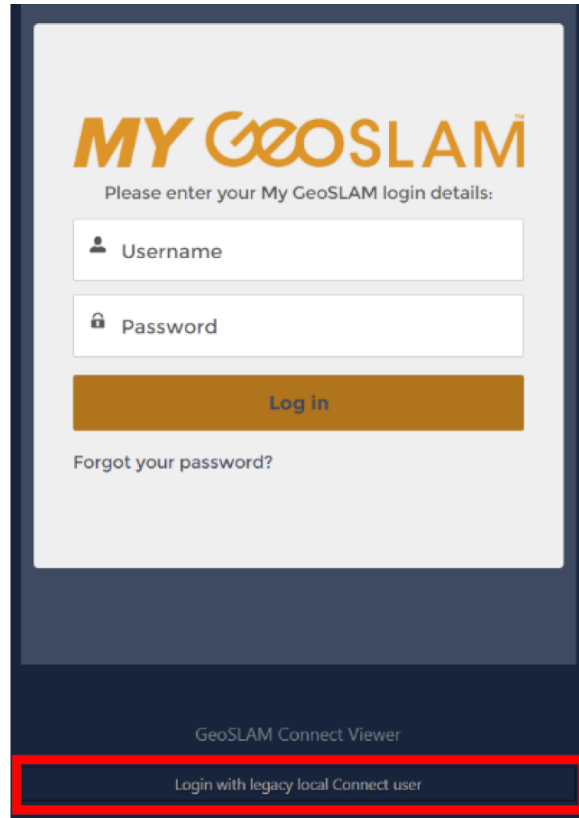 MY GEOSLAM™
Please enter your My GeoSLAM login details:
Username
Password
Log in
Forgot your password?
GeoSLAM Connect Viewer
Login with legacy local Connect user